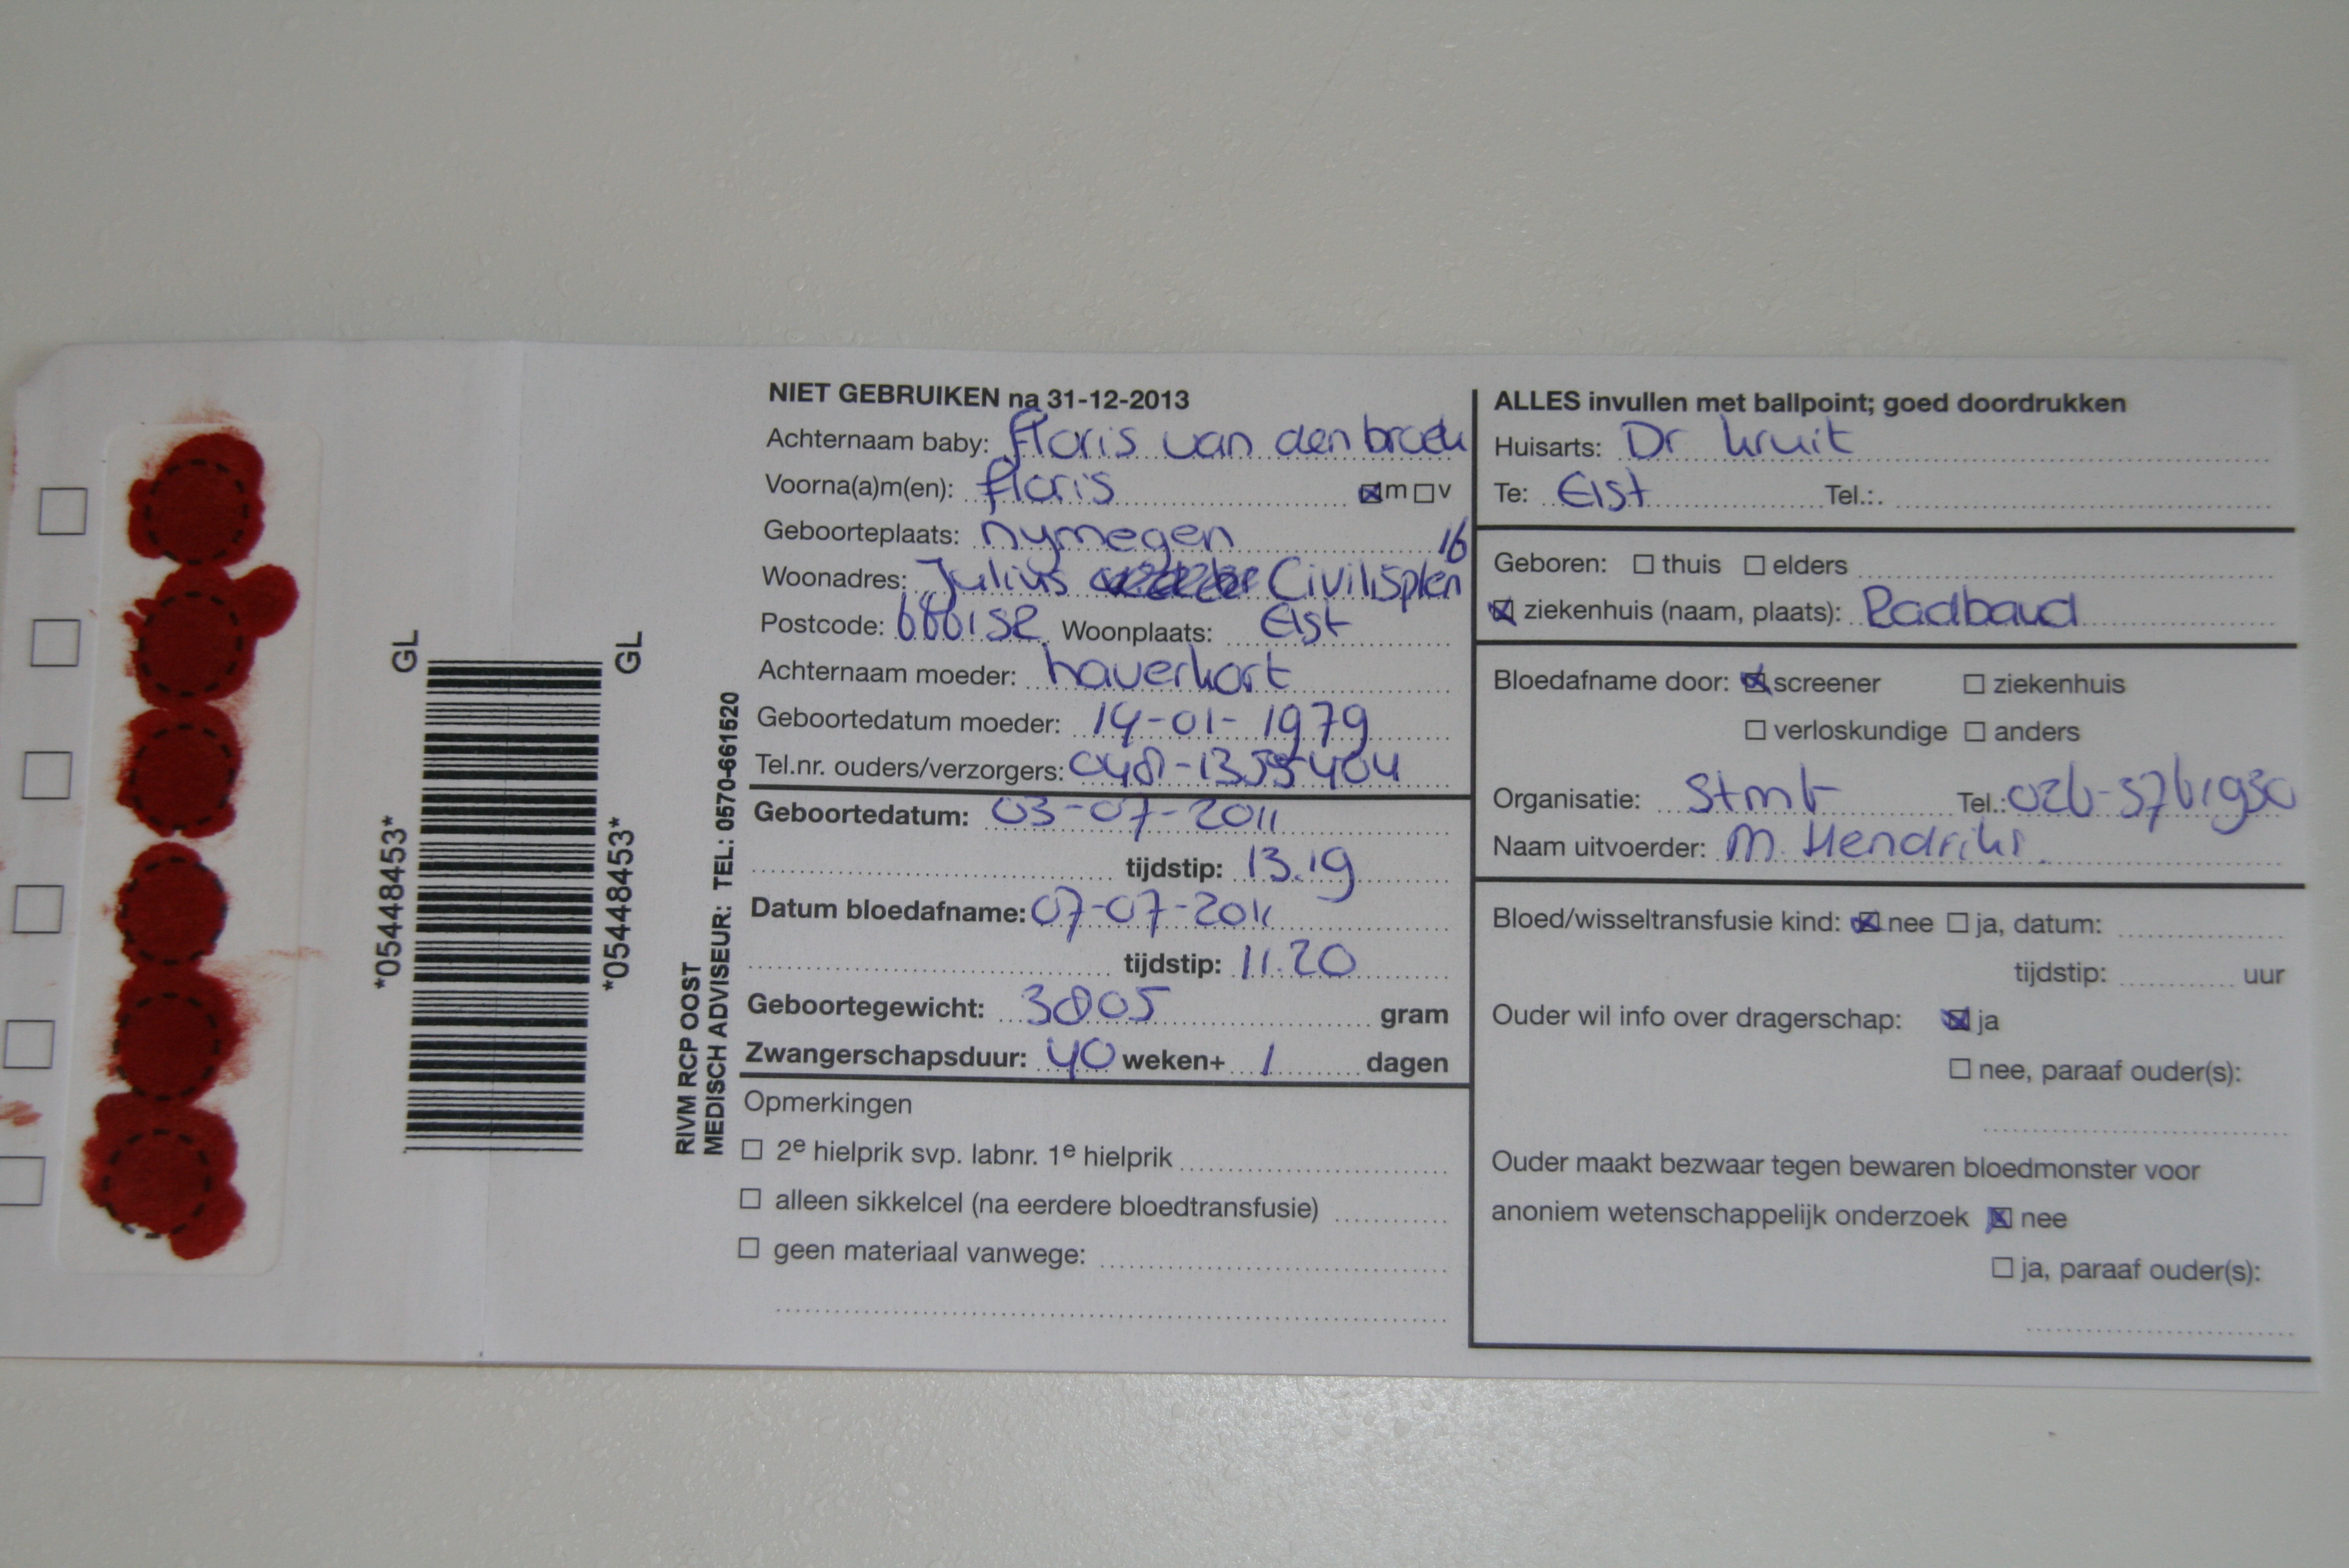 GL
GL
*05448453*
*05448453*
RIVM RCP OOST
MEDISCH ADVISEUR: TEL: 0570-661520
NIET GEBRUIKEN na 31-12-2013
Achternaam baby: floris van den broek
Voorna(a)m(en): floris m v
Geboorteplaats: nymegen
16
Woonadres: Julius Civilisplein
Postcode: 6661SR Woonplaats: Elst
Achternaam moeder: haverkort
Geboortedatum moeder: 14-01-1979
Tel.nr. ouders/verzorgers:
Geboortedatum: 03-07-2011
tijdstip: 13.19
Datum bloedafname: 07-07-2011
tijdstip: 11.20
Geboortegewicht: 3805 gram
Zwangerschapsduur: 40 weken+ 1 dagen
Opmerkingen
2e hielprik svp. labnr. 1e hielprik
alleen sikkelcel (na eerdere bloedtransfusie)
geen materiaal vanwege:
ALLES invullen met ballpoint; goed doordrukken
Huisarts: Dr kruit
Te: Elst Tel.:.
Geboren: thuis elders
ziekenhuis (naam, plaats): Radboud
Bloedafname door: screener ziekenhuis
verloskundige anders
Organisatie: Tel.: 026-3761930
Naam uitvoerder: M. Hendriks.
Bloed/wisseltransfusie kind: nee ja, datum:
tijdstip: uur
Ouder wil info over dragerschap: ja
nee, paraaf ouder(s):
Ouder maakt bezwaar tegen bewaren bloedmonster voor
anoniem wetenschappelijk onderzoek nee
ja, paraaf ouder(s):